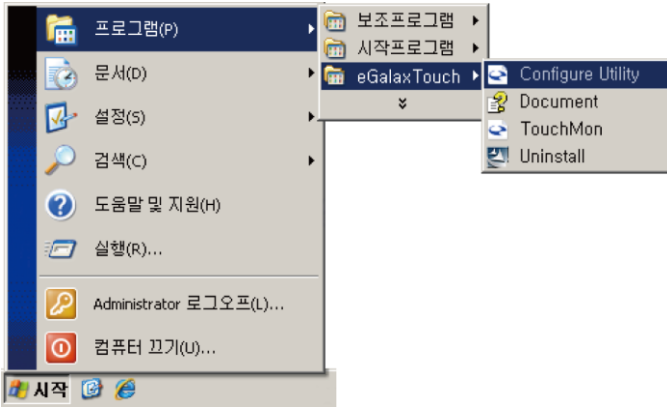 프로그램(P)
문서(D)
설정(S)
검색(C)
도움말 및 지원(H)
실행(R)...
Administrator 로그오프(L)...
컴퓨터 끄기(U)...
시작
보조프로그램
시작프로그램
eGalaxTouch
Configure Utility
Document
TouchMon
Uninstall